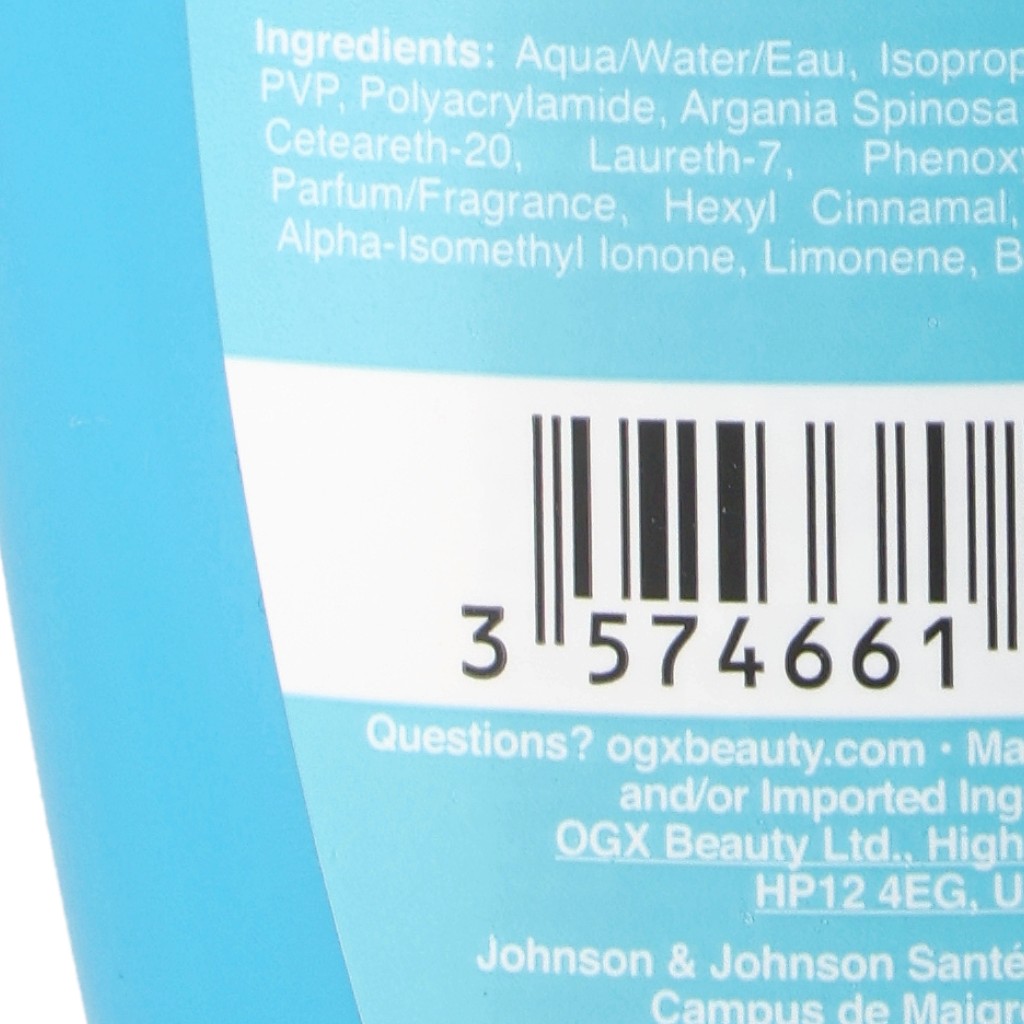 Ingredients: Aqua/Water/Eau, Isoprop
PVP, Polyacrylamide, Argania Spinosa
Ceteareth-20, Laureth-7, Phenoxy
Parfum/Fragrance, Hexyl Cinnamal,
Alpha-Isomethyl Ionone, Limonene, B
3 574661
Questions? ogxbeauty.com • Ma
and/or Imported Ing
OGX Beauty Ltd., High
HP12 4EG, U
Johnson & Johnson Santé
Campus de Maigre